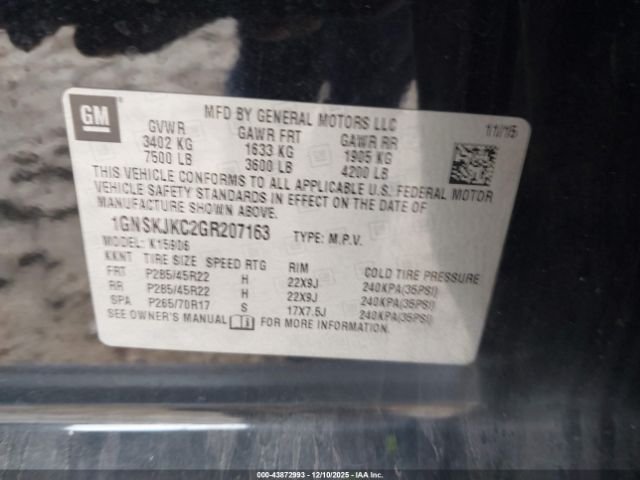 GM
MFD BY GENERAL MOTORS LLC
11/15
GVWR GAWR FRT GAWR RR
3402 KG 1633 KG 1905 KG
7500 LB 3600 LB 4200 LB
THIS VEHICLE CONFORMS TO ALL APPLICABLE U.S. FEDERAL MOTOR
VEHICLE SAFETY STANDARDS IN EFFECT ON THE DATE OF
MANUFACTURE SHOWN ABOVE.
1GNSKJKC2GR207163 TYPE: M.P.V.
MODEL: K15906
KKNT TIRE SIZE SPEED RTG RIM COLD TIRE PRESSURE
FRT P285/45R22 H 22X9J 240KPA(35PSI)
RR P285/45R22 H 22X9J 240KPA(35PSI)
SPA P265/70R17 S 17X7.5J 240KPA(35PSI)
SEE OWNER'S MANUAL FOR MORE INFORMATION.
(ID: 000-43872993 - 12/10/2025 - IAA Inc.